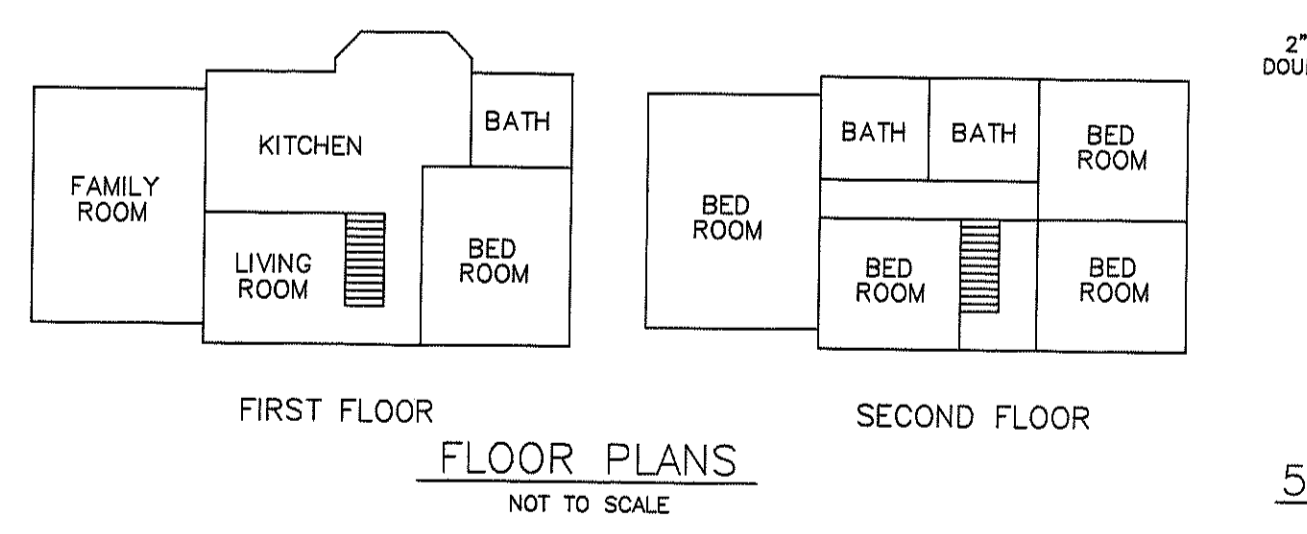 KITCHEN
BATH
FAMILY
ROOM
LIVING
ROOM
BED
ROOM
FIRST FLOOR
BATH
BATH
BED
ROOM
BED
ROOM
BED
ROOM
BED
ROOM
SECOND FLOOR
FLOOR PLANS
NOT TO SCALE
2"
5